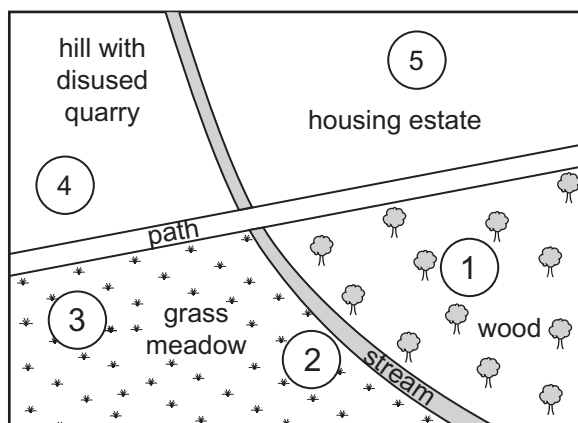 hill with
disused
quarry
5
housing estate
4
path
1
3
grass
meadow
2
wood
stream